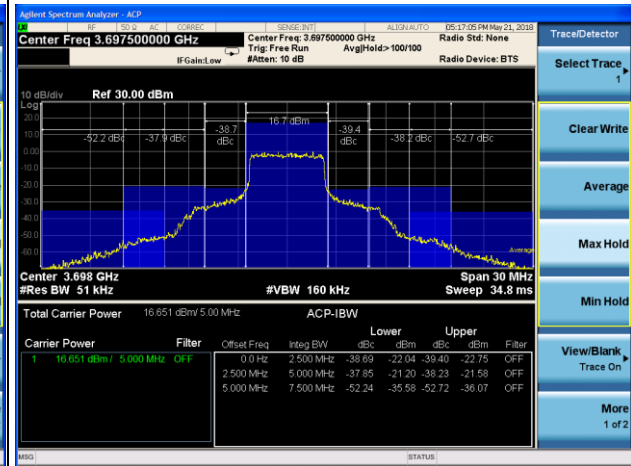 Agilent Spectrum Analyzer - ACP
RF 50 Ω AC CORREC SENSE:INT ALIGN AUTO 05:17:05 PM May 21, 2018
Center Freq 3.697500000 GHz
Center Freq: 3.697500000 GHz Radio Std: None
Trig: Free Run Avg|Hold:>100/100
IFGain:Low #Atten: 10 dB Radio Device: BTS
10 dB/div Ref 30.00 dBm
Log
20.0
16.7 dBm
10.0
-52.2 dBc -37.9 dBc -38.7 dBc -39.4 dBc -38.2 dBc -52.7 dBc
0.00
-10.0
-20.0
-30.0
-40.0
-50.0
-60.0
Average
Center 3.698 GHz Span 30 MHz
#Res BW 51 kHz #VBW 160 kHz Sweep 34.8 ms
Total Carrier Power 16.651 dBm/ 5.00 MHz ACP-IBW
Lower Upper
Carrier Power Filter Offset Freq Integ BW dBc dBm dBc dBm Filter
1 16.651 dBm / 5.000 MHz OFF 0.0 Hz 2.500 MHz -38.69 -22.04 -39.40 -22.75 OFF
2.500 MHz 5.000 MHz -37.85 -21.20 -38.23 -21.58 OFF
5.000 MHz 7.500 MHz -52.24 -35.58 -52.72 -36.07 OFF
MSG STATUS
Trace/Detector
Select Trace
1
Clear Write
Average
Max Hold
Min Hold
View/Blank
Trace On
More
1 of 2